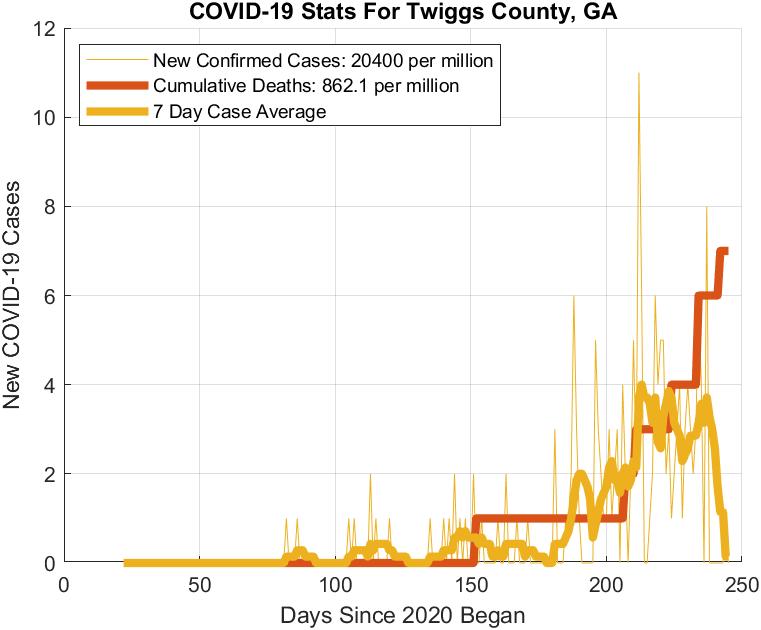 COVID-19 Stats For Twiggs County, GA
New Confirmed Cases: 20400 per million
Cumulative Deaths: 862.1 per million
7 Day Case Average
New COVID-19 Cases
12
10
8
6
4
2
0
0 50 100 150 200 250
Days Since 2020 Began